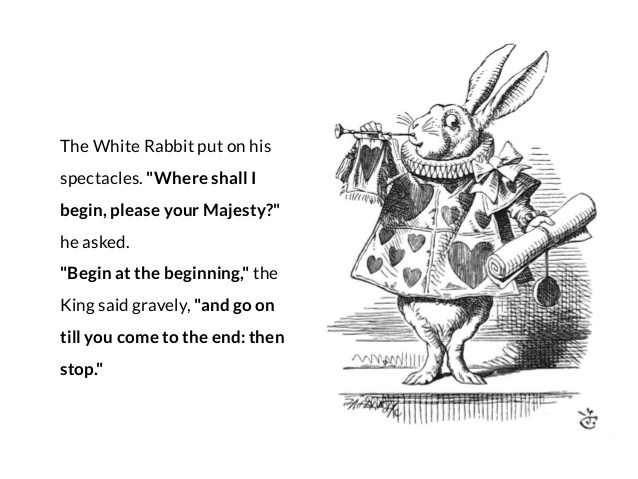 The White Rabbit put on his
spectacles. "Where shall I
begin, please your Majesty?"
he asked.
"Begin at the beginning," the
King said gravely, "and go on
till you come to the end: then
stop."